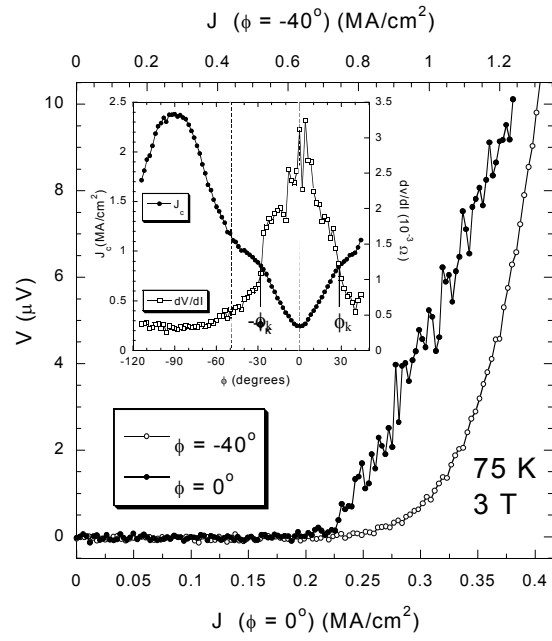 J (ϕ = -40°) (MA/cm²)
0 0.2 0.4 0.6 0.8 1 1.2
10
8
6
4
2
0
V (μV)
2.5
2
1.5
1
0.5
0
J_c (MA/cm²)
3.5
3
2.5
2
1.5
1
0.5
0
dv/dI (10⁻³ Ω)
J_c
dV/dI
-ϕ_k
ϕ_k
-120 -90 -60 -30 0 30
ϕ (degrees)
ϕ = -40°
ϕ = 0°
75 K
3 T
0 0.05 0.1 0.15 0.2 0.25 0.3 0.35 0.4
J (ϕ = 0°) (MA/cm²)